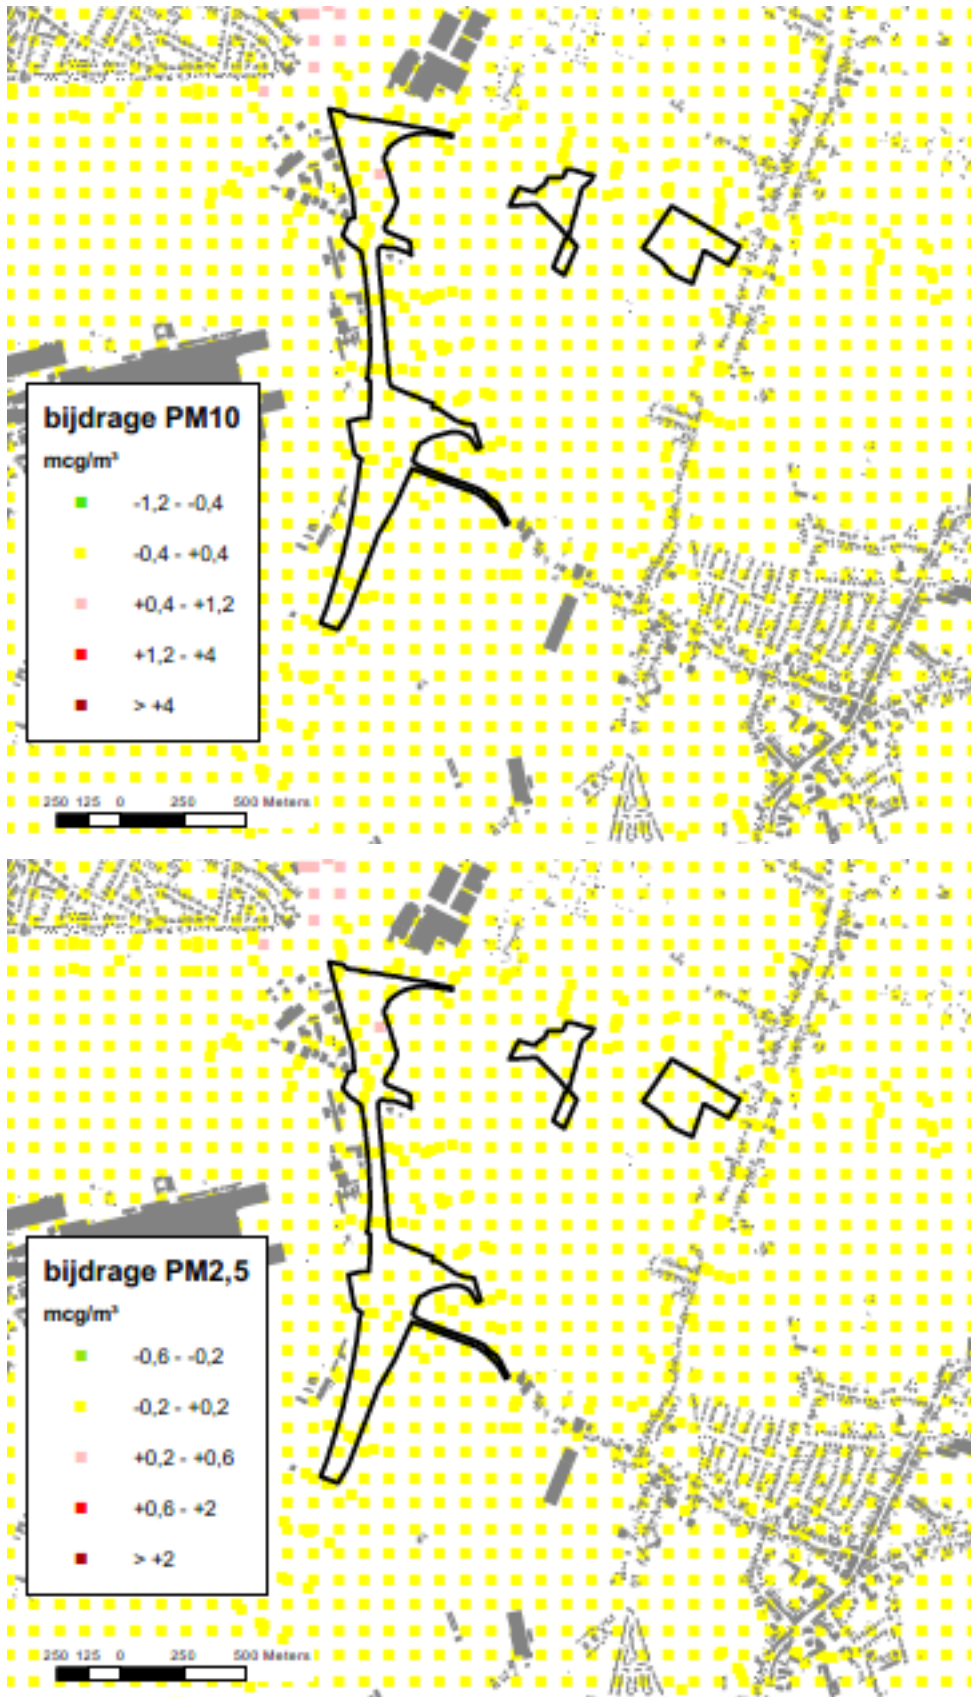 bijdrage PM10
mcg/m³
-1,2 - -0,4
-0,4 - +0,4
+0,4 - +1,2
+1,2 - +4
> +4
250 125 0 250 500 Meters
bijdrage PM2,5
mcg/m³
-0,6 - -0,2
-0,2 - +0,2
+0,2 - +0,6
+0,6 - +2
> +2
250 125 0 250 500 Meters